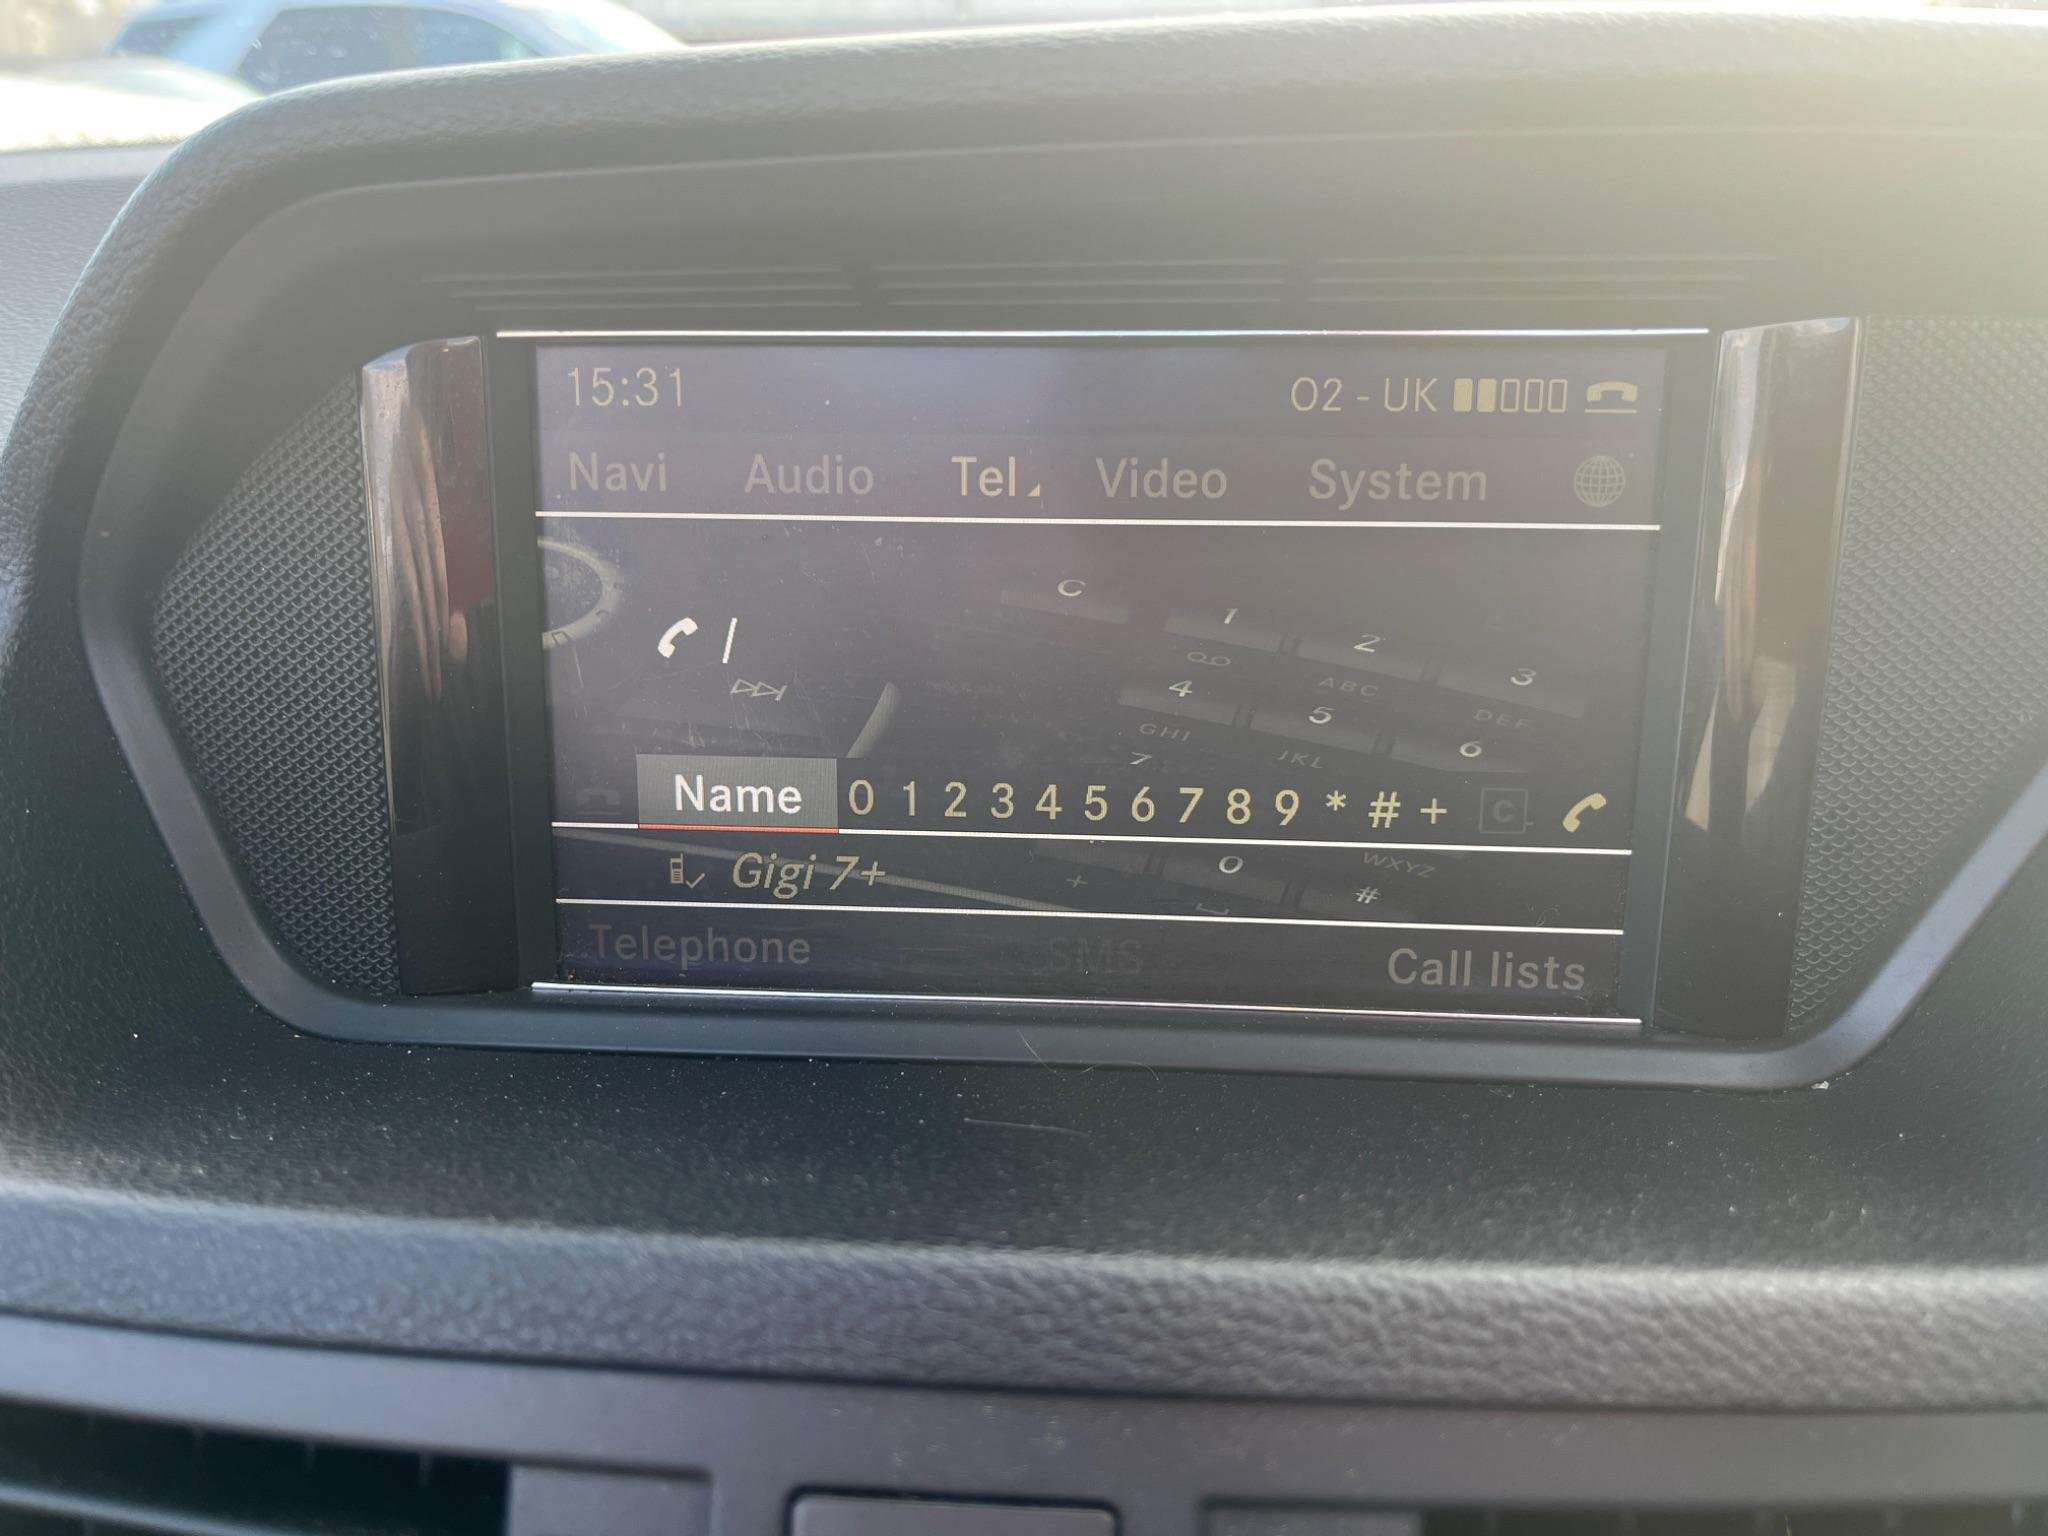 15:31 O2 - UK
Navi Audio Tel Video System
C
1 2 3
ABC DEF
4 5 6
GHI JKL
7
Name 0 1 2 3 4 5 6 7 8 9 * # + C
Gigi 7+
+ 0 # WXYZ
Telephone SMS Call lists